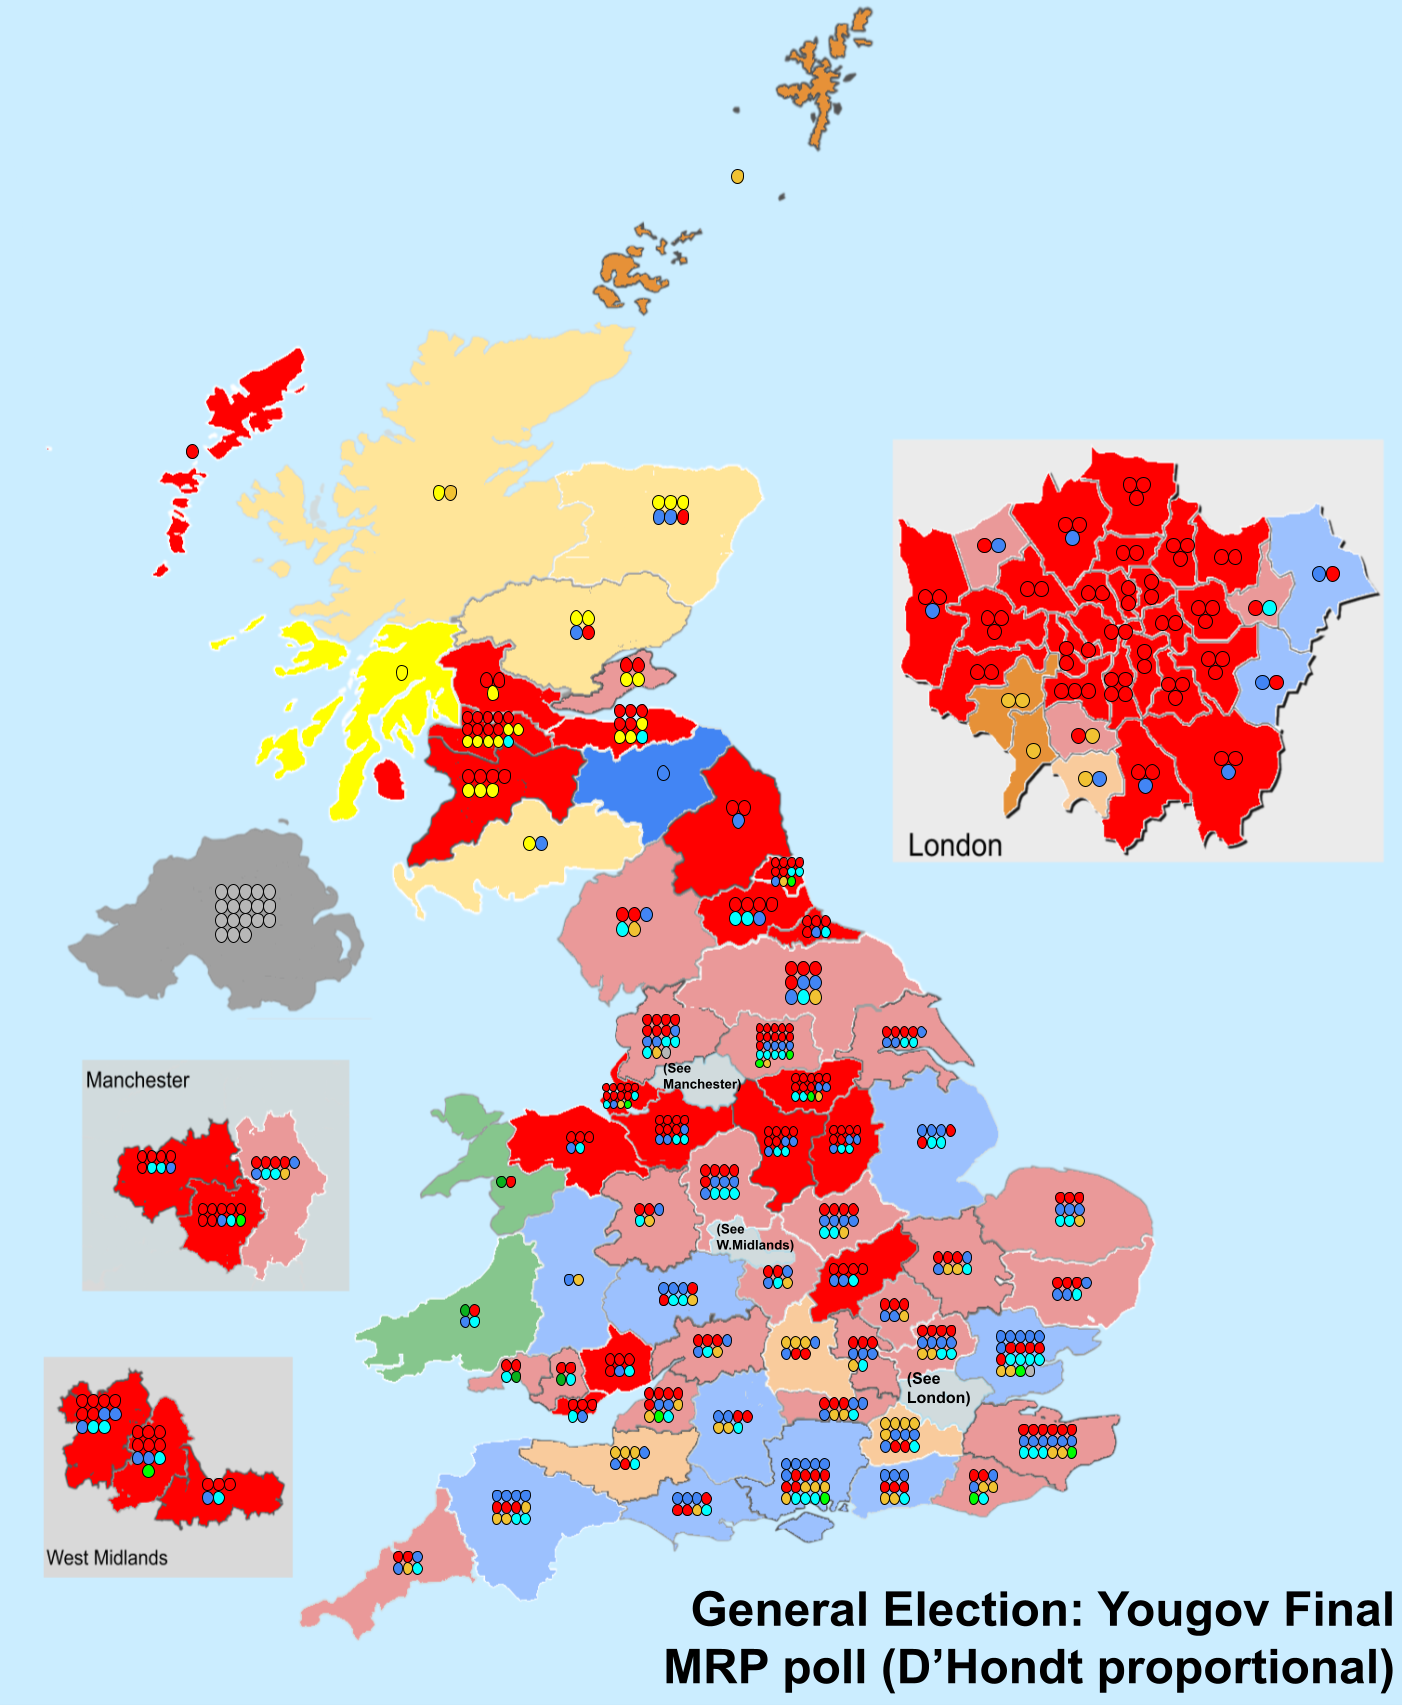 London
(See
Manchester)
Manchester
(See
W.Midlands)
(See
London)
West Midlands
General Election: Yougov Final
MRP poll (D’Hondt proportional)